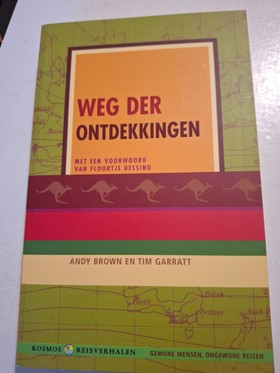 WEG DER
ONTDEKKINGEN
MET EEN VOORWOORD
VAN FLOORTJE DESSING
ANDY BROWN EN TIM GARRATT
KOSMOS REISVERHALEN
GEWONE MENSEN, ONGEWONE REIZEN